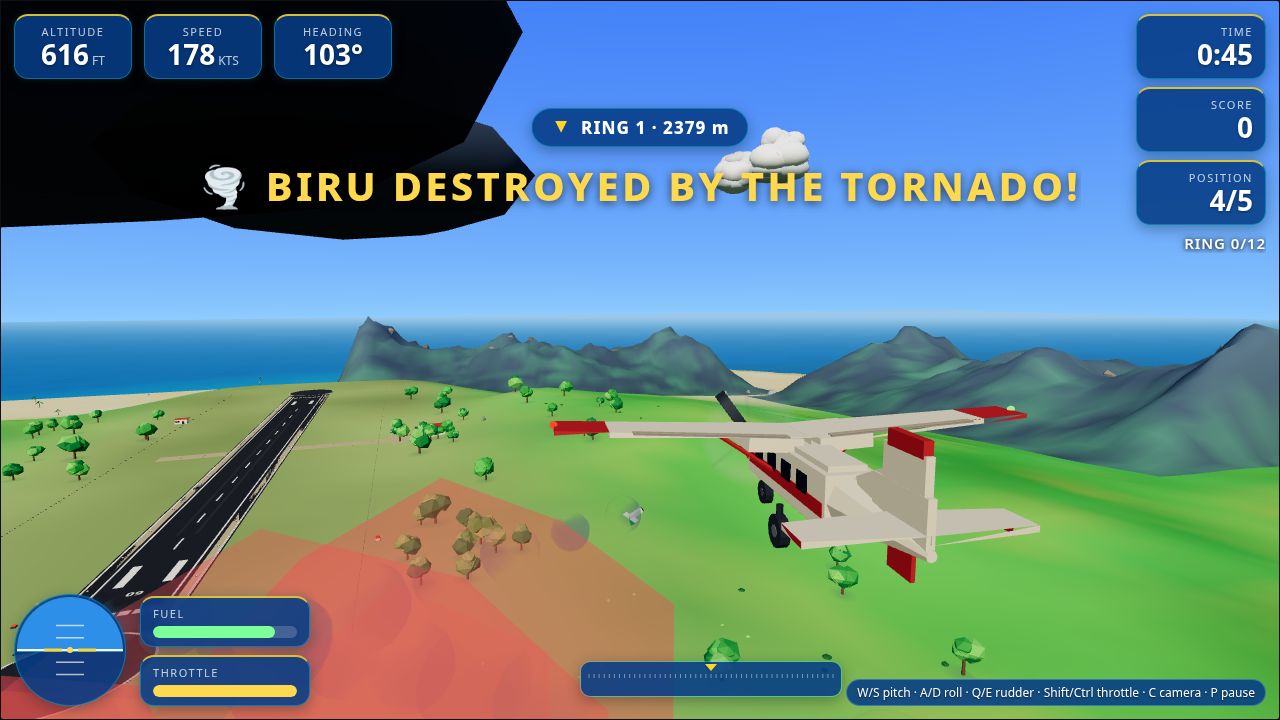 ALTITUDE
616 FT
SPEED
178 KTS
HEADING
103°
TIME
0:45
SCORE
0
POSITION
4/5
RING 0/12
RING 1 · 2379 m
BIRU DESTROYED BY THE TORNADO!
09
FUEL
THROTTLE
W/S pitch · A/D roll · Q/E rudder · Shift/Ctrl throttle · C camera · P pause